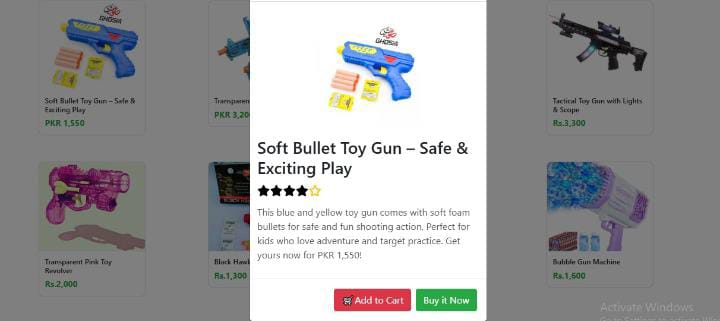 GHOSIA
GHOSIA
Soft Bullet Toy Gun – Safe &
Exciting Play
PKR 1,550
Transparen
PKR 3,20
Tactical Toy Gun with Lights
& Scope
Rs.3,300
Soft Bullet Toy Gun – Safe &
Exciting Play
This blue and yellow toy gun comes with soft foam
bullets for safe and fun shooting action. Perfect for
kids who love adventure and target practice. Get
yours now for PKR 1,550!
Transparent Pink Toy
Revolver
Rs.2,000
Black Hawk
Rs.1,300
Bubble Gun Machine
Rs.1,600
Add to Cart
Buy it Now
Activate Windows